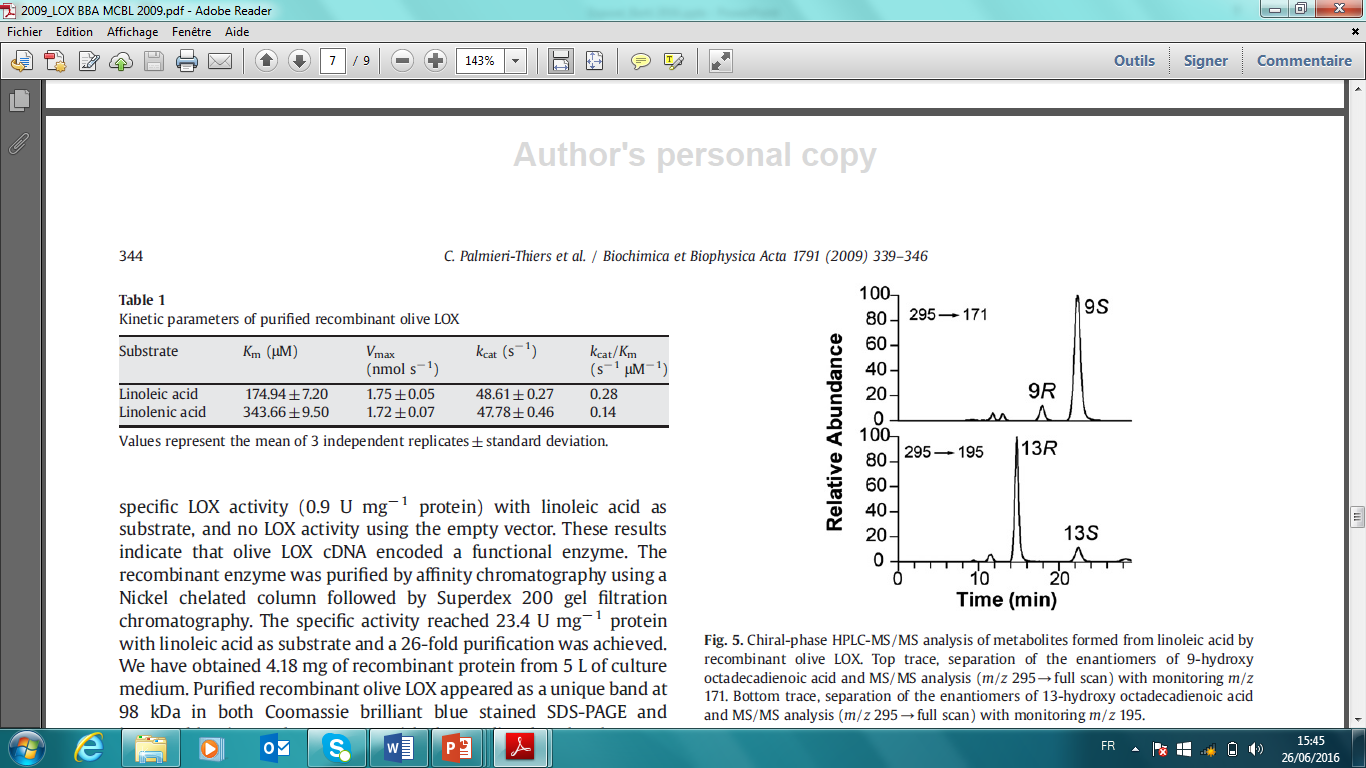 2009_LOX BBA MCBL 2009.pdf - Adobe Reader
Fichier Edition Affichage Fenêtre Aide
7 / 9 143% Outils Signer Commentaire
Author's personal copy
344 C. Palmieri-Thiers et al. / Biochimica et Biophysica Acta 1791 (2009) 339–346
Table 1
Kinetic parameters of purified recombinant olive LOX
Substrate Km (μM) Vmax (nmol s−1) kcat (s−1) kcat/Km (s−1 μM−1)
Linoleic acid 174.94±7.20 1.75±0.05 48.61±0.27 0.28
Linolenic acid 343.66±9.50 1.72±0.07 47.78±0.46 0.14
Values represent the mean of 3 independent replicates±standard deviation.
specific LOX activity (0.9 U mg−1 protein) with linoleic acid as
substrate, and no LOX activity using the empty vector. These results
indicate that olive LOX cDNA encoded a functional enzyme. The
recombinant enzyme was purified by affinity chromatography using a
Nickel chelated column followed by Superdex 200 gel filtration
chromatography. The specific activity reached 23.4 U mg−1 protein
with linoleic acid as substrate and a 26-fold purification was achieved.
We have obtained 4.18 mg of recombinant protein from 5 L of culture
medium. Purified recombinant olive LOX appeared as a unique band at
98 kDa in both Coomassie brilliant blue stained SDS-PAGE and
Relative Abundance
100
80
60
40
20
0
295→171
9R
9S
100
80
60
40
20
0
295→195
13R
13S
0 10 20
Time (min)
Fig. 5. Chiral-phase HPLC-MS/MS analysis of metabolites formed from linoleic acid by
recombinant olive LOX. Top trace, separation of the enantiomers of 9-hydroxy
octadecadienoic acid and MS/MS analysis (m/z 295→full scan) with monitoring m/z
171. Bottom trace, separation of the enantiomers of 13-hydroxy octadecadienoic acid
and MS/MS analysis (m/z 295→full scan) with monitoring m/z 195.
FR 15:45
26/06/2016